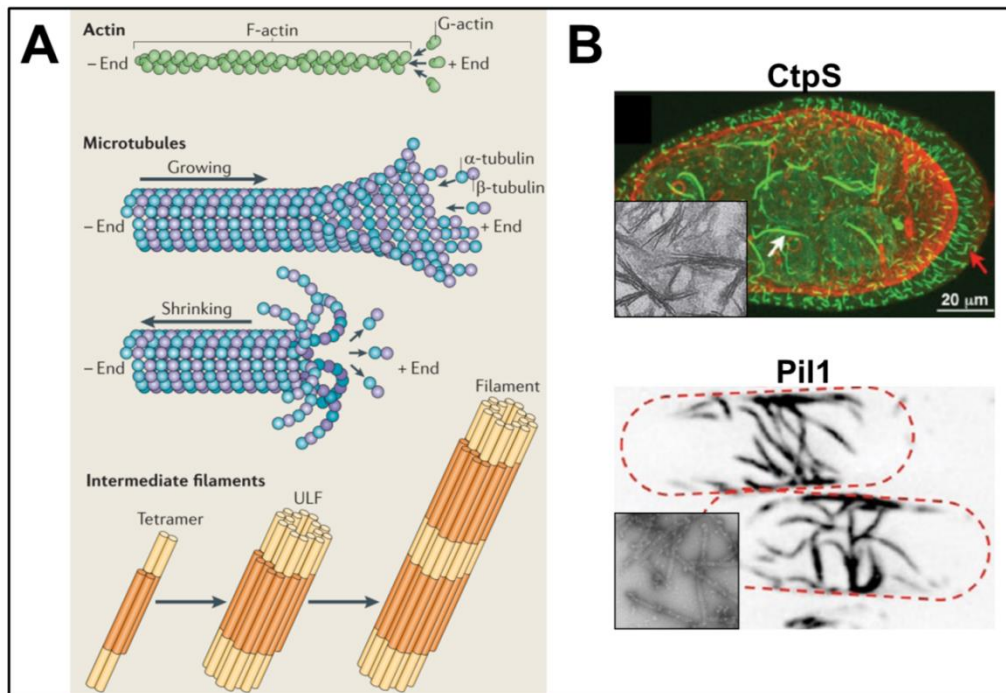 A
Actin
F-actin
G-actin
– End
+ End
Microtubules
Growing
α-tubulin
β-tubulin
– End
+ End
Shrinking
– End
+ End
Filament
Intermediate filaments
ULF
Tetramer
B
CtpS
20 μm
Pil1